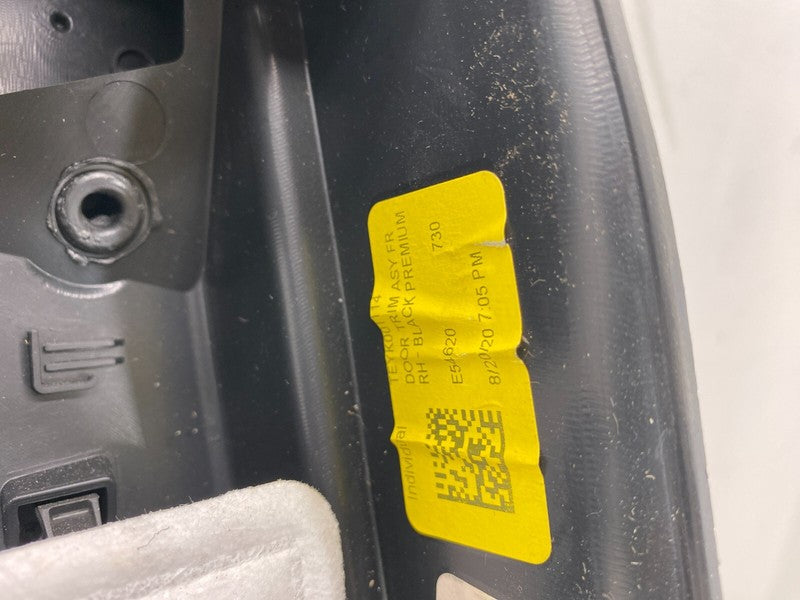 Individual
DOOR TRIM ASY FR
RH - BLACK PREMIUM
730
8/20/20 7:05 PM